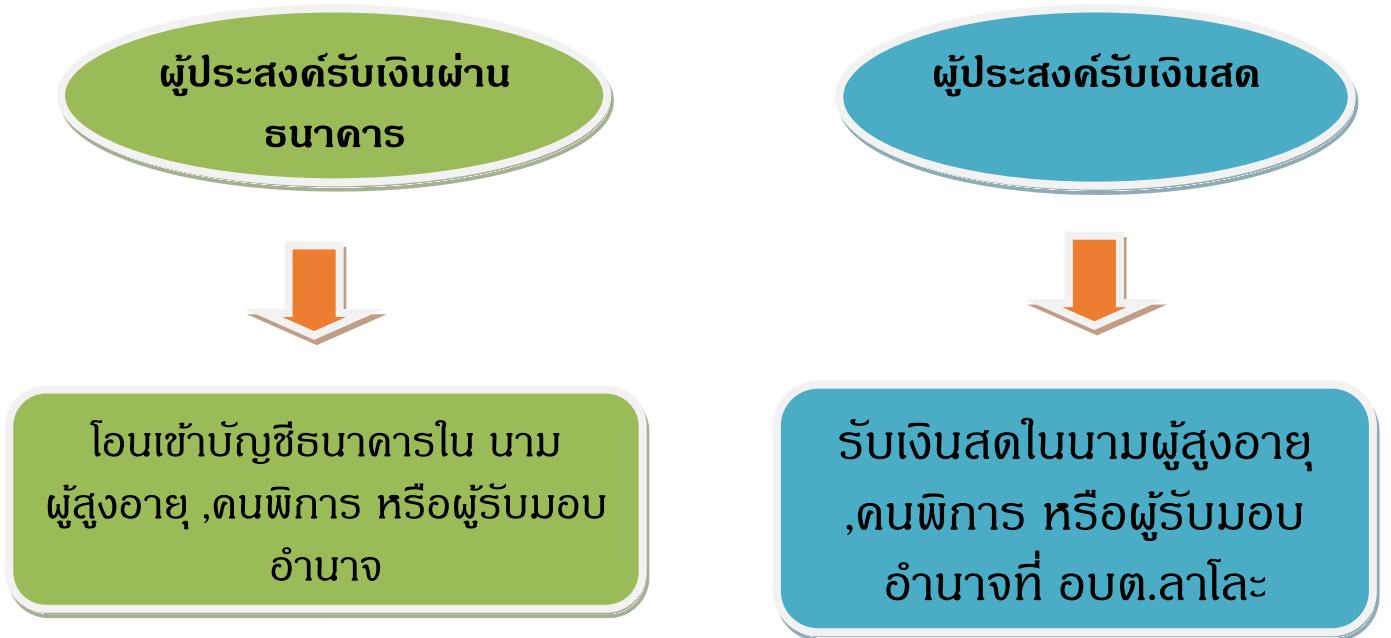 ผู้ประสงค์รับเงินผ่าน
ธนาคาร
โอนเข้าบัญชีธนาคารใน นาม
ผู้สูงอายุ ,คนพิการ หรือผู้รับมอบ
อำนาจ
ผู้ประสงค์รับเงินสด
รับเงินสดในนามผู้สูงอายุ
,คนพิการ หรือผู้รับมอบ
อำนาจที่ อบต.ลาโละ